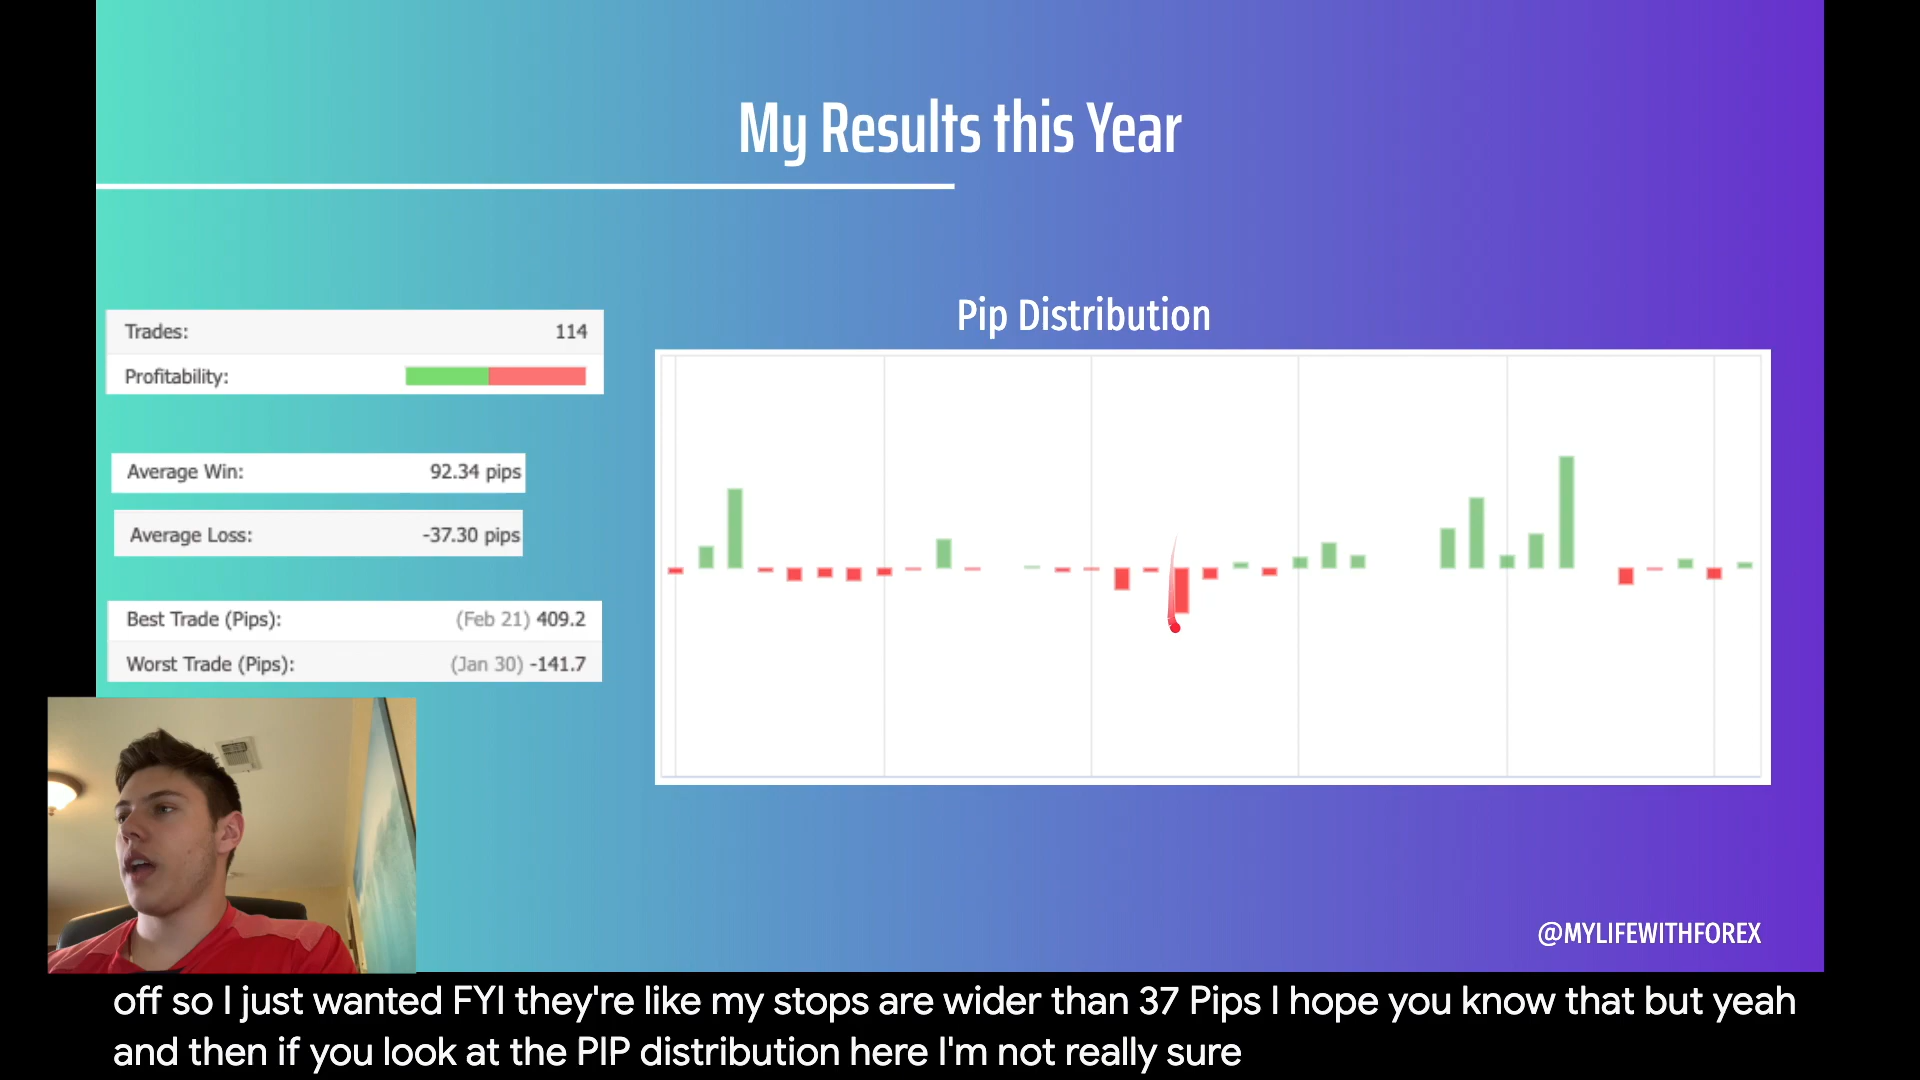 My Results this Year
Trades: 114
Profitability:
Average Win: 92.34 pips
Average Loss: -37.30 pips
Best Trade (Pips): (Feb 21) 409.2
Worst Trade (Pips): (Jan 30) -141.7
Pip Distribution
@MYLIFEWITHFOREX
off so I just wanted FYI they're like my stops are wider than 37 Pips I hope you know that but yeah
and then if you look at the PIP distribution here I'm not really sure